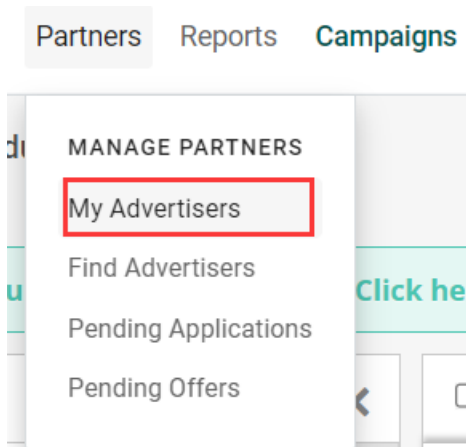 Partners Reports Campaigns
MANAGE PARTNERS
My Advertisers
Find Advertisers
Click he
Pending Applications
Pending Offers